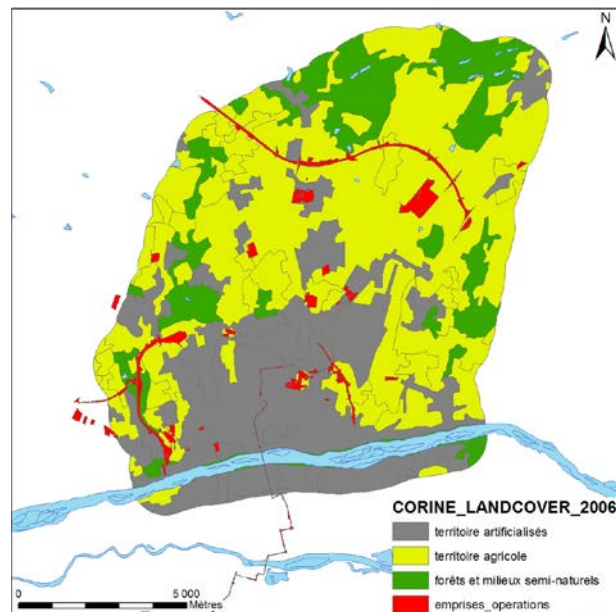 N
CORINE_LANDCOVER_2006
territoire artificialisés
territoire agricole
forêts et milieux semi-naturels
emprises_operations
0 5 000
Mètres